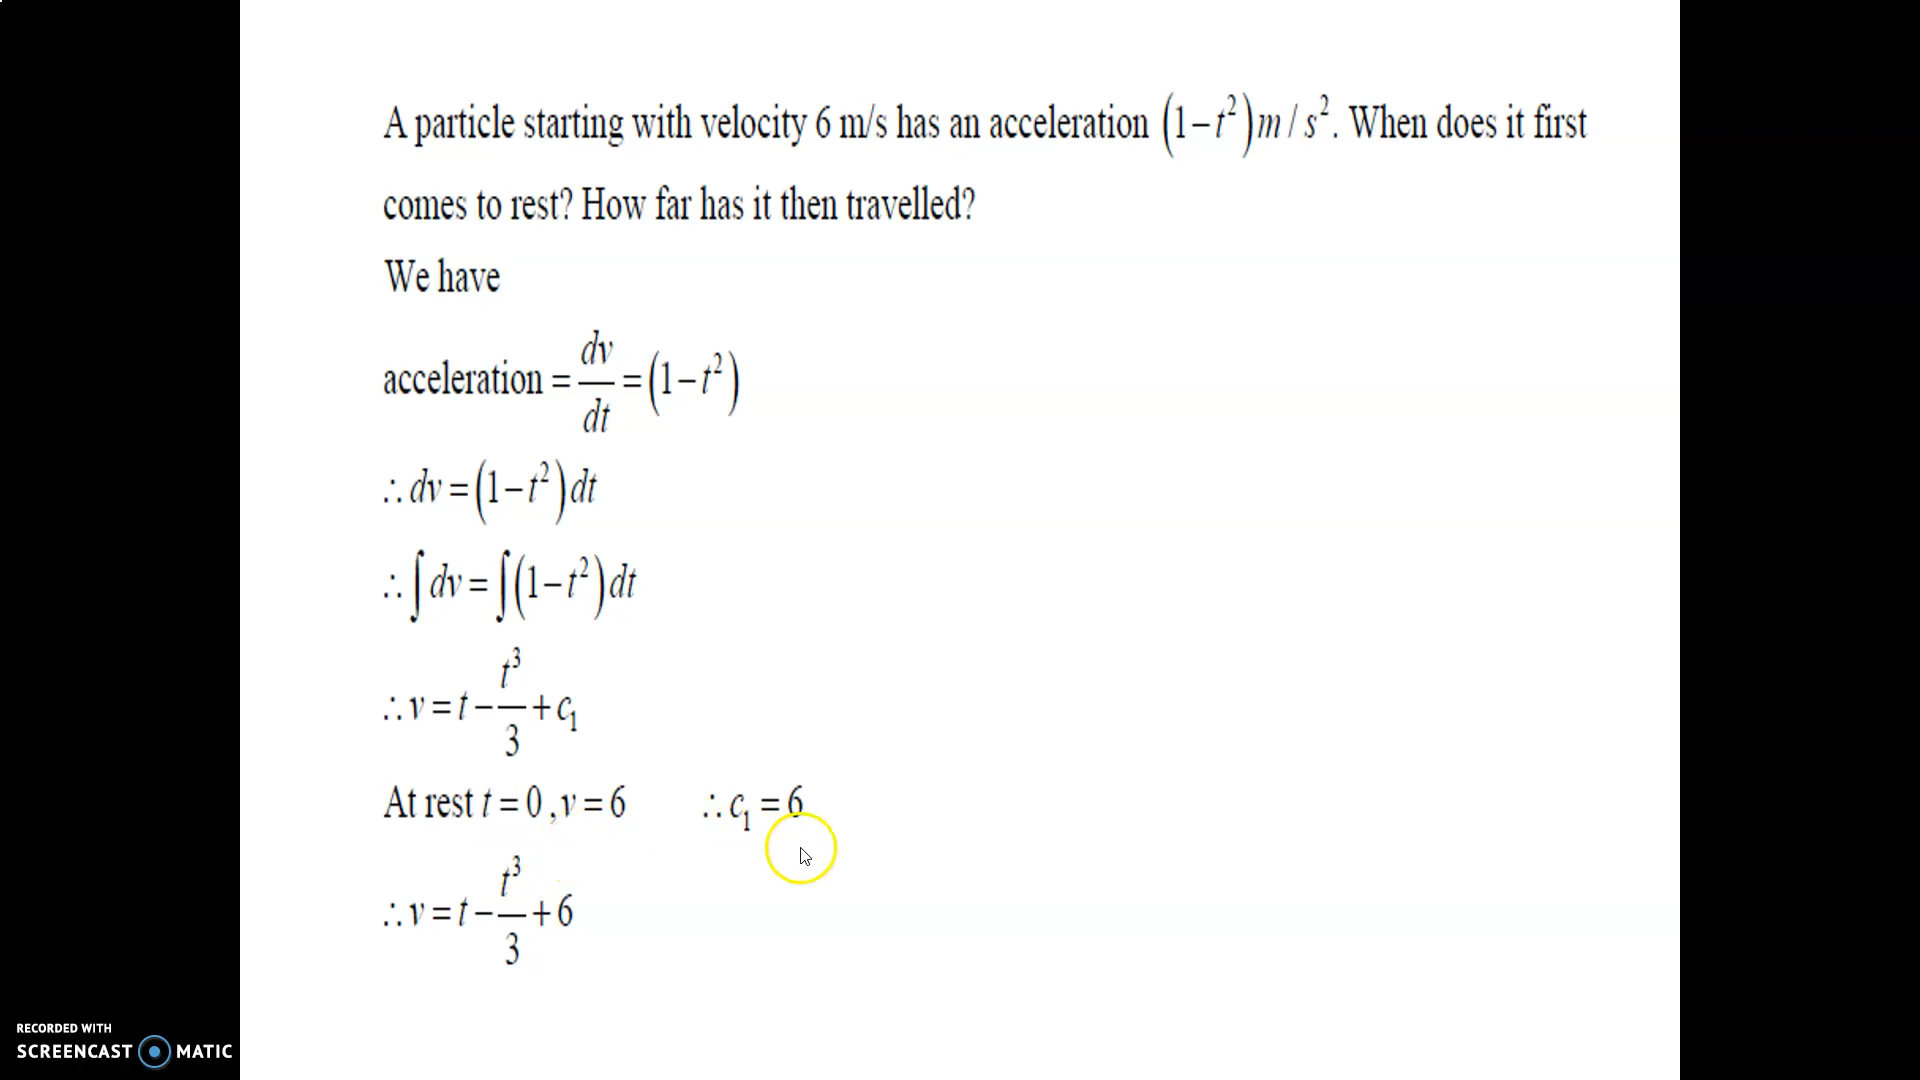 A particle starting with velocity 6 m/s has an acceleration (1−t²)m/s². When does it first
comes to rest? How far has it then travelled?
We have
acceleration = dv/dt = (1−t²)
∴ dv = (1−t²)dt
∴ ∫dv = ∫(1−t²)dt
∴ v = t − t³/3 + c₁
At rest t = 0 , v = 6 ∴ c₁ = 6
∴ v = t − t³/3 + 6
RECORDED WITH
SCREENCAST MATIC